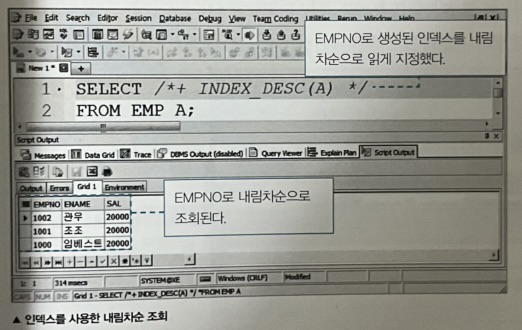 File Edit Search Editor Session Database Debug View Team Coding Utilities Rerun Window Help
EMPNO로 생성된 인덱스를 내림
차순으로 읽게 지정했다.
New 1*
1 SELECT /*+ INDEX_DESC(A) */
2 FROM EMP A;
Script Output
Messages Data Grid Trace DBMS Output (disabled) Query Viewer Explain Plan Script Output
Output Errors Grid 1 Environment
EMPNO로 내림차순으로
조회된다.
EMPNO ENAME SAL
1002 관우 20000
1001 조조 20000
1000 임베스트 20000
1: 1 314 msecs SYSTEM@XE Windows (CRLF) Modified
CAPS NUM INS Grid 1 - SELECT /*+ INDEX_DESC(A) */ *FROM EMP A
▲ 인덱스를 사용한 내림차순 조회